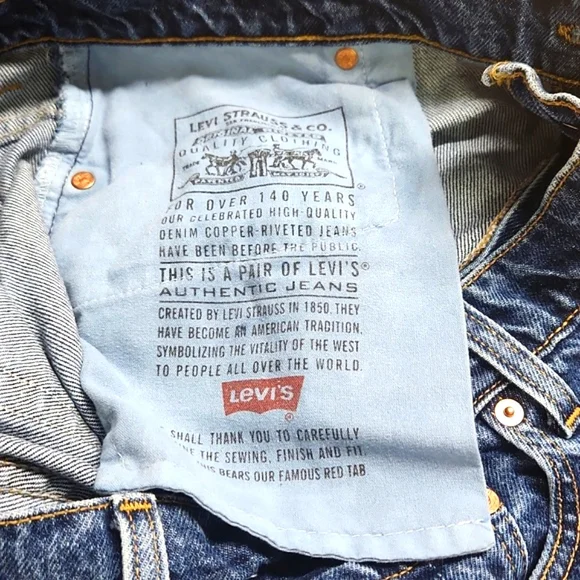 LEVI STRAUSS & CO.
QUALITY CLOTHING
FOR OVER 140 YEARS
OUR CELEBRATED HIGH-QUALITY
DENIM COPPER-RIVETED JEANS
HAVE BEEN BEFORE THE PUBLIC.
THIS IS A PAIR OF LEVI'S®
AUTHENTIC JEANS
CREATED BY LEVI STRAUSS IN 1850, THEY
HAVE BECOME AN AMERICAN TRADITION,
SYMBOLIZING THE VITALITY OF THE WEST
TO PEOPLE ALL OVER THE WORLD.
LEVI'S
®
SHALL THANK YOU TO CAREFULLY
THE SEWING, FINISH AND FIT.
THIS BEARS OUR FAMOUS RED TAB